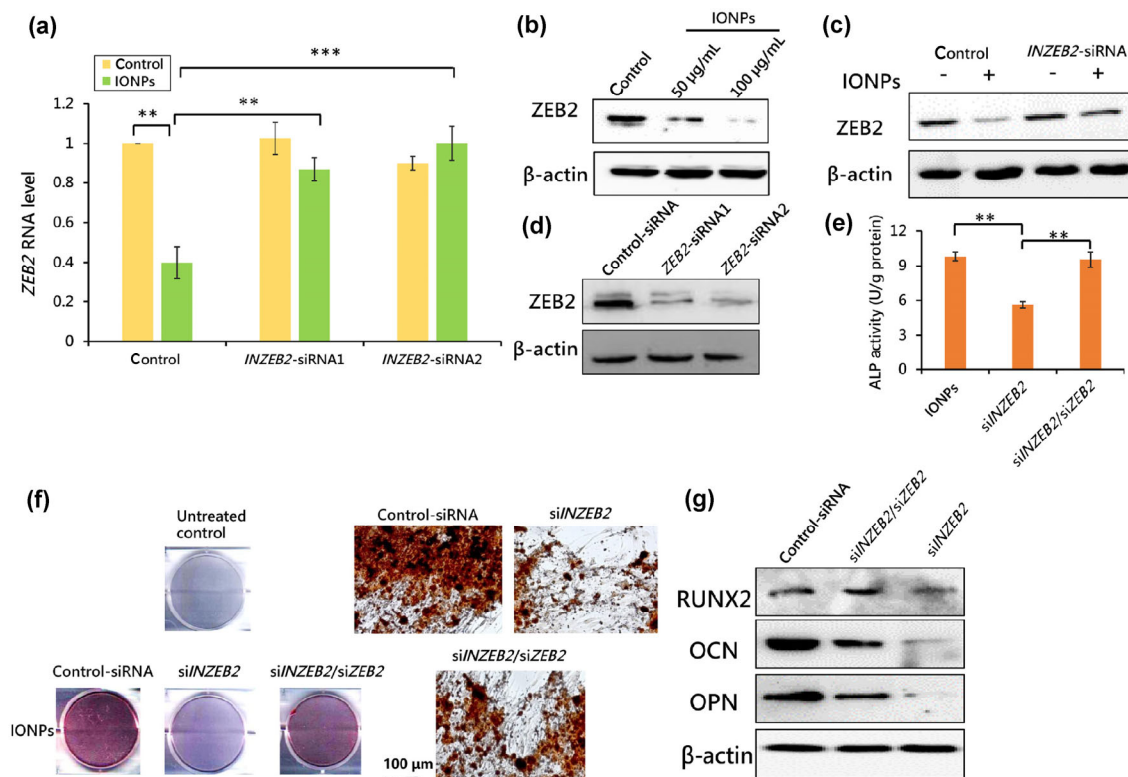 (a)
Control
IONPs
***
**
**
ZEB2 RNA level
1.2
1
0.8
0.6
0.4
0.2
0
Control
INZEB2-siRNA1
INZEB2-siRNA2
(b)
IONPs
Control
50 μg/mL
100 μg/mL
ZEB2
β-actin
(c)
Control
INZEB2-siRNA
IONPs - + - +
ZEB2
β-actin
(d)
Control-siRNA
ZEB2-siRNA1
ZEB2-siRNA2
ZEB2
β-actin
(e)
**
**
ALP activity (U/g protein)
12
9
6
3
0
IONPs
siINZEB2
siINZEB2/siZEB2
(f)
Untreated
control
Control-siRNA
siINZEB2
Control-siRNA
siINZEB2
siINZEB2/siZEB2
siINZEB2/siZEB2
IONPs
100 μm
(g)
Control-siRNA
siINZEB2/siZEB2
siINZEB2
RUNX2
OCN
OPN
β-actin